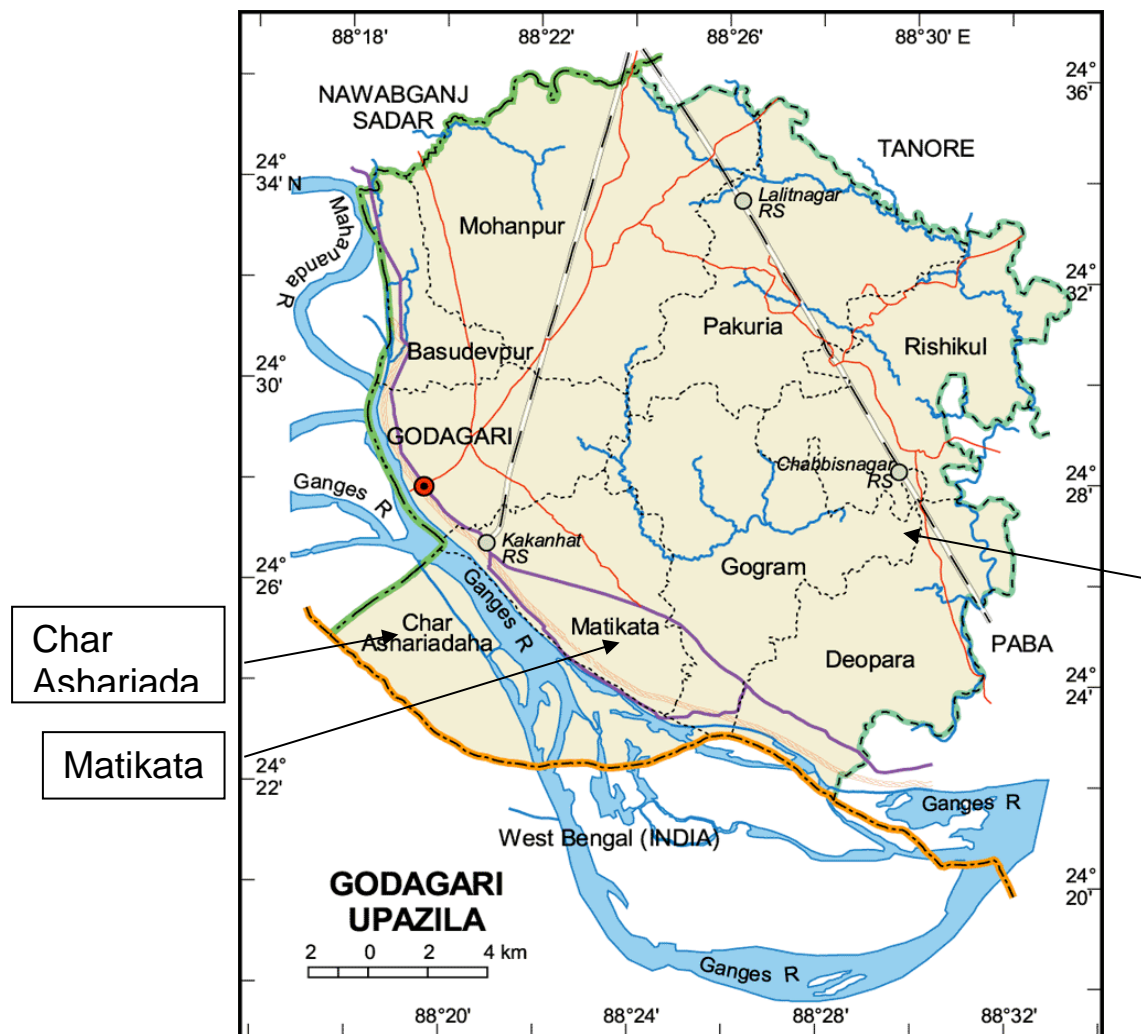 88°18'
88°22'
88°26'
88°30' E
24°
36'
NAWABGANJ
SADAR
TANORE
24°
34' N
Lalitnagar
RS
Mahananda R
Mohanpur
24°
32'
Pakuria
Rishikul
Basudevpur
24°
30'
GODAGARI
Chabbisnagar
RS
24°
28'
Ganges R
Kakanhat
RS
Gogram
24°
26'
Ganges R
Char
Ashariadaha
Matikata
Char
Ashariada
PABA
Deopara
24°
24'
Matikata
24°
22'
Ganges R
West Bengal (INDIA)
GODAGARI
UPAZILA
24°
20'
2 0 2 4 km
Ganges R
88°20'
88°24'
88°28'
88°32'